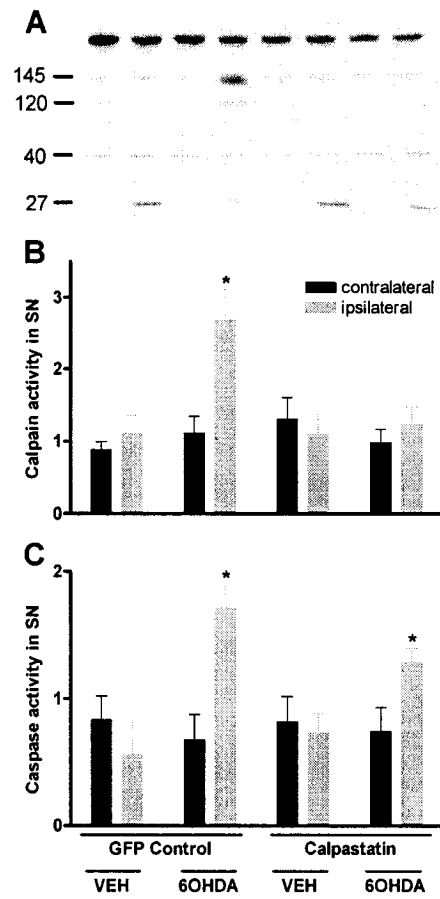 A
145
120
40
27
B
Calpain activity in SN
3
2
1
0
*
contralateral
ipsilateral
C
Caspase activity in SN
2
1
0
*
*
GFP Control
Calpastatin
VEH
6OHDA
VEH
6OHDA